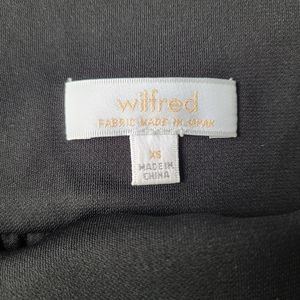 wilfred
FABRIC MADE IN JAPAN
XS
MADE IN
CHINA